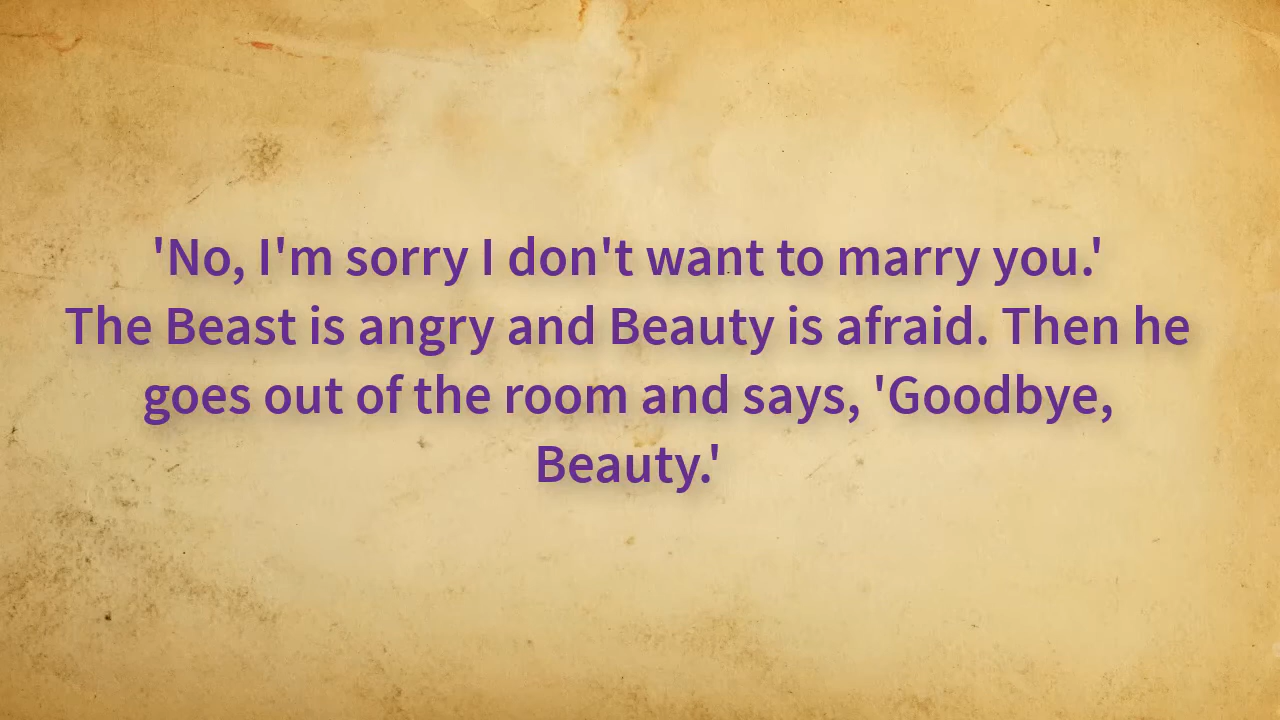 'No, I'm sorry I don't want to marry you.'
The Beast is angry and Beauty is afraid. Then he
goes out of the room and says, 'Goodbye,
Beauty.'